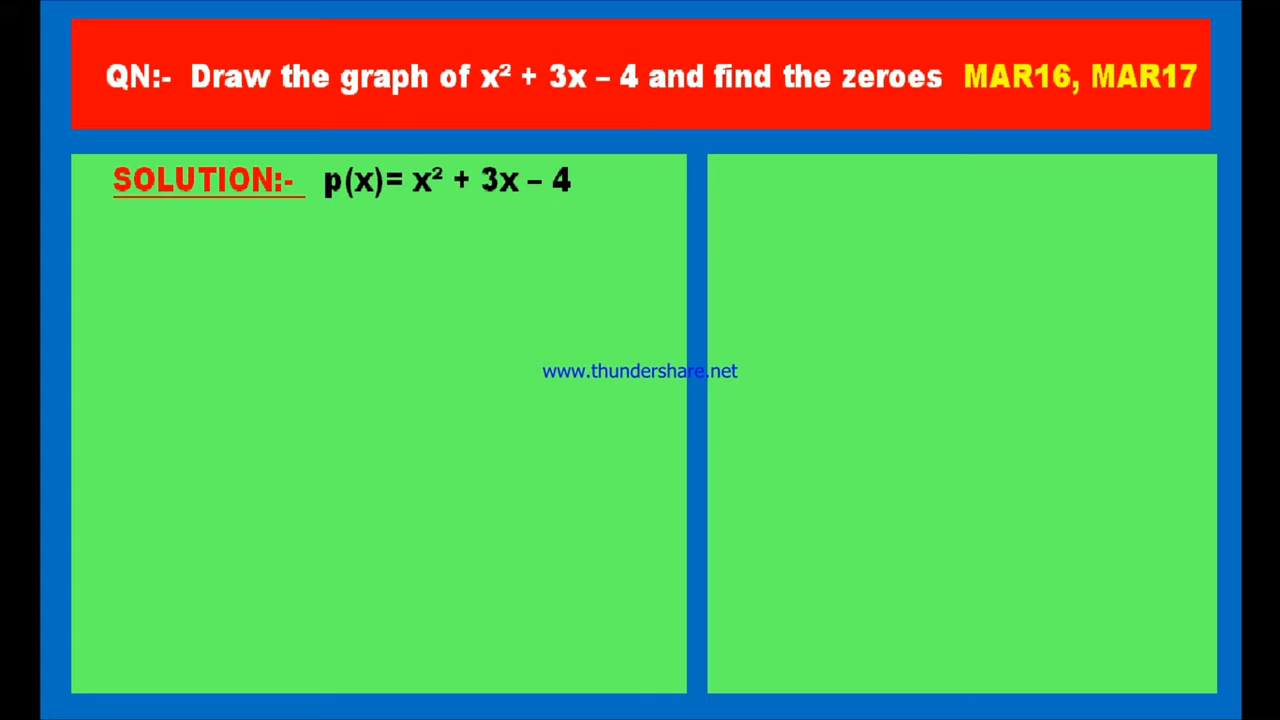 QN:- Draw the graph of x² + 3x – 4 and find the zeroes MAR16, MAR17
SOLUTION:- p(x)= x² + 3x – 4
www.thundershare.net